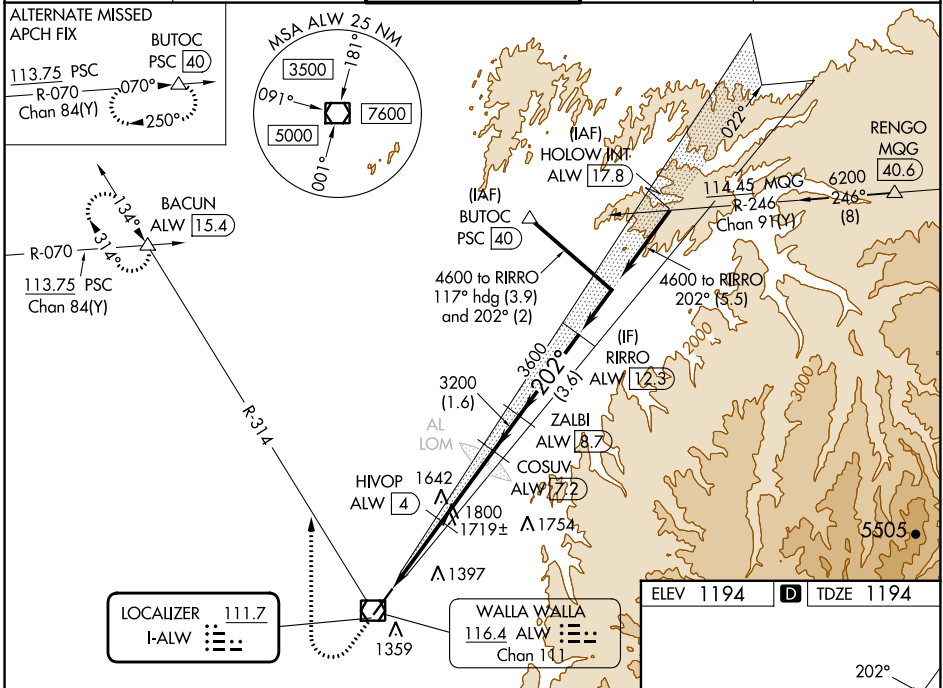 ALTERNATE MISSED
APCH FIX
BUTOC
PSC 40
113.75 PSC
R-070
Chan 84(Y)
070°
250°
MSA ALW 25 NM
3500
181°
091°
7600
5000
001°
022°
(IAF)
HOLOW INT
ALW 17.8
RENGO
MQG
40.6
114.45 MQG
R-246
Chan 91(Y)
6200
246°
(8)
(IAF)
BUTOC
PSC 40
134°
314°
BACUN
ALW 15.4
R-070
113.75 PSC
Chan 84(Y)
4600 to RIRRO
117° hdg (3.9)
and 202° (2)
4600 to RIRRO
202° (5.5)
(IF)
RIRRO
ALW 12.3
3600
202°
(3.6)
2000
3000
3200
(1.6)
R-314
AL
LOM
ZALBI
ALW 8.7
COSUV
ALW 7.2
HIVOP
ALW 4
1642
1800
1719±
1754
5505
1397
1359
LOCALIZER 111.7
I-ALW
WALLA WALLA
116.4 ALW
Chan 111
ELEV 1194 D TDZE 1194
202°